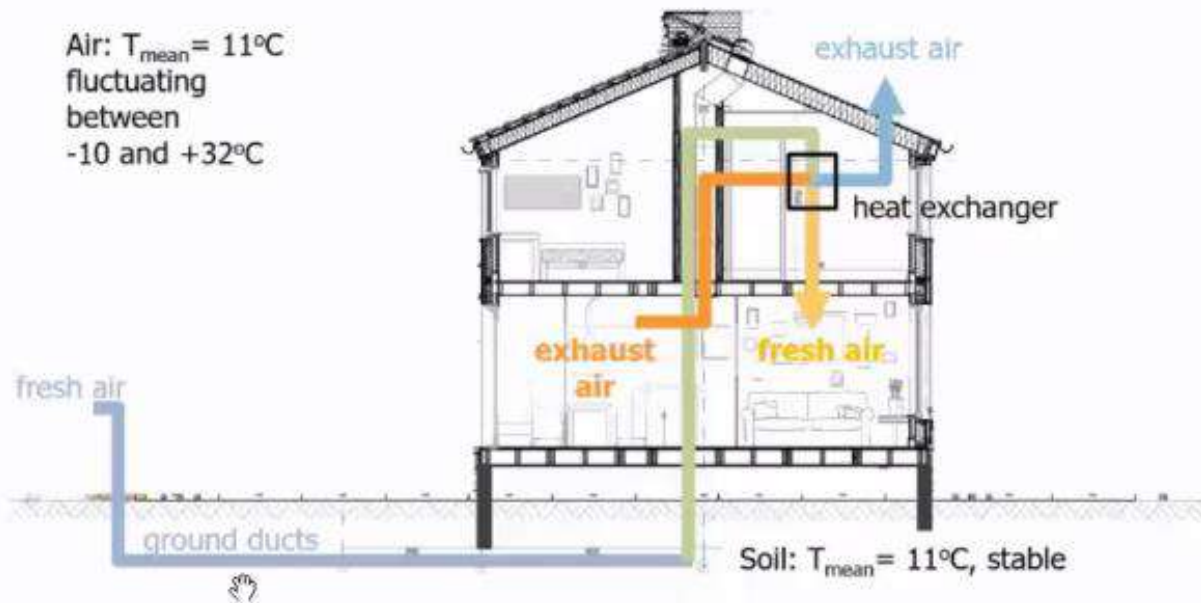 Air: Tmean= 11°C
fluctuating
between
-10 and +32°C
exhaust air
heat exchanger
exhaust
air
fresh air
fresh air
ground ducts
Soil: Tmean= 11°C, stable